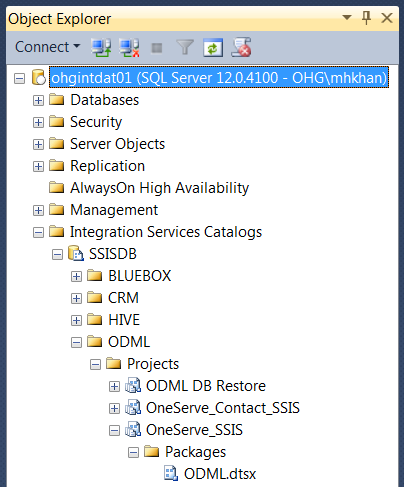 Object Explorer
Connect
ohgintdat01 (SQL Server 12.0.4100 - OHG\mhkhan)
Databases
Security
Server Objects
Replication
AlwaysOn High Availability
Management
Integration Services Catalogs
SSISDB
BLUEBOX
CRM
HIVE
ODML
Projects
ODML DB Restore
OneServe_Contact_SSIS
OneServe_SSIS
Packages
ODML.dtsx